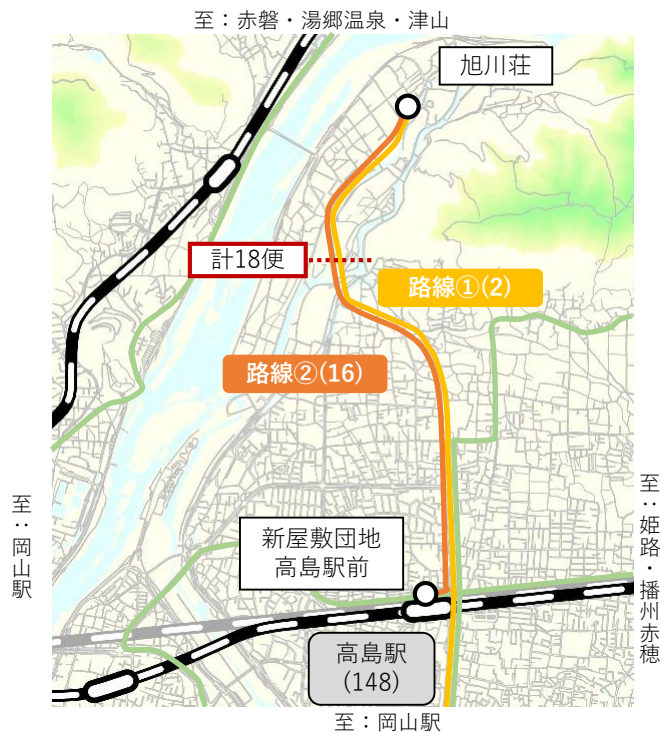 至：赤磐・湯郷温泉・津山
旭川荘
計18便
路線①(2)
路線②(16)
至：岡山駅
至：姫路・播州赤穂
新屋敷団地
高島駅前
高島駅
(148)
至：岡山駅